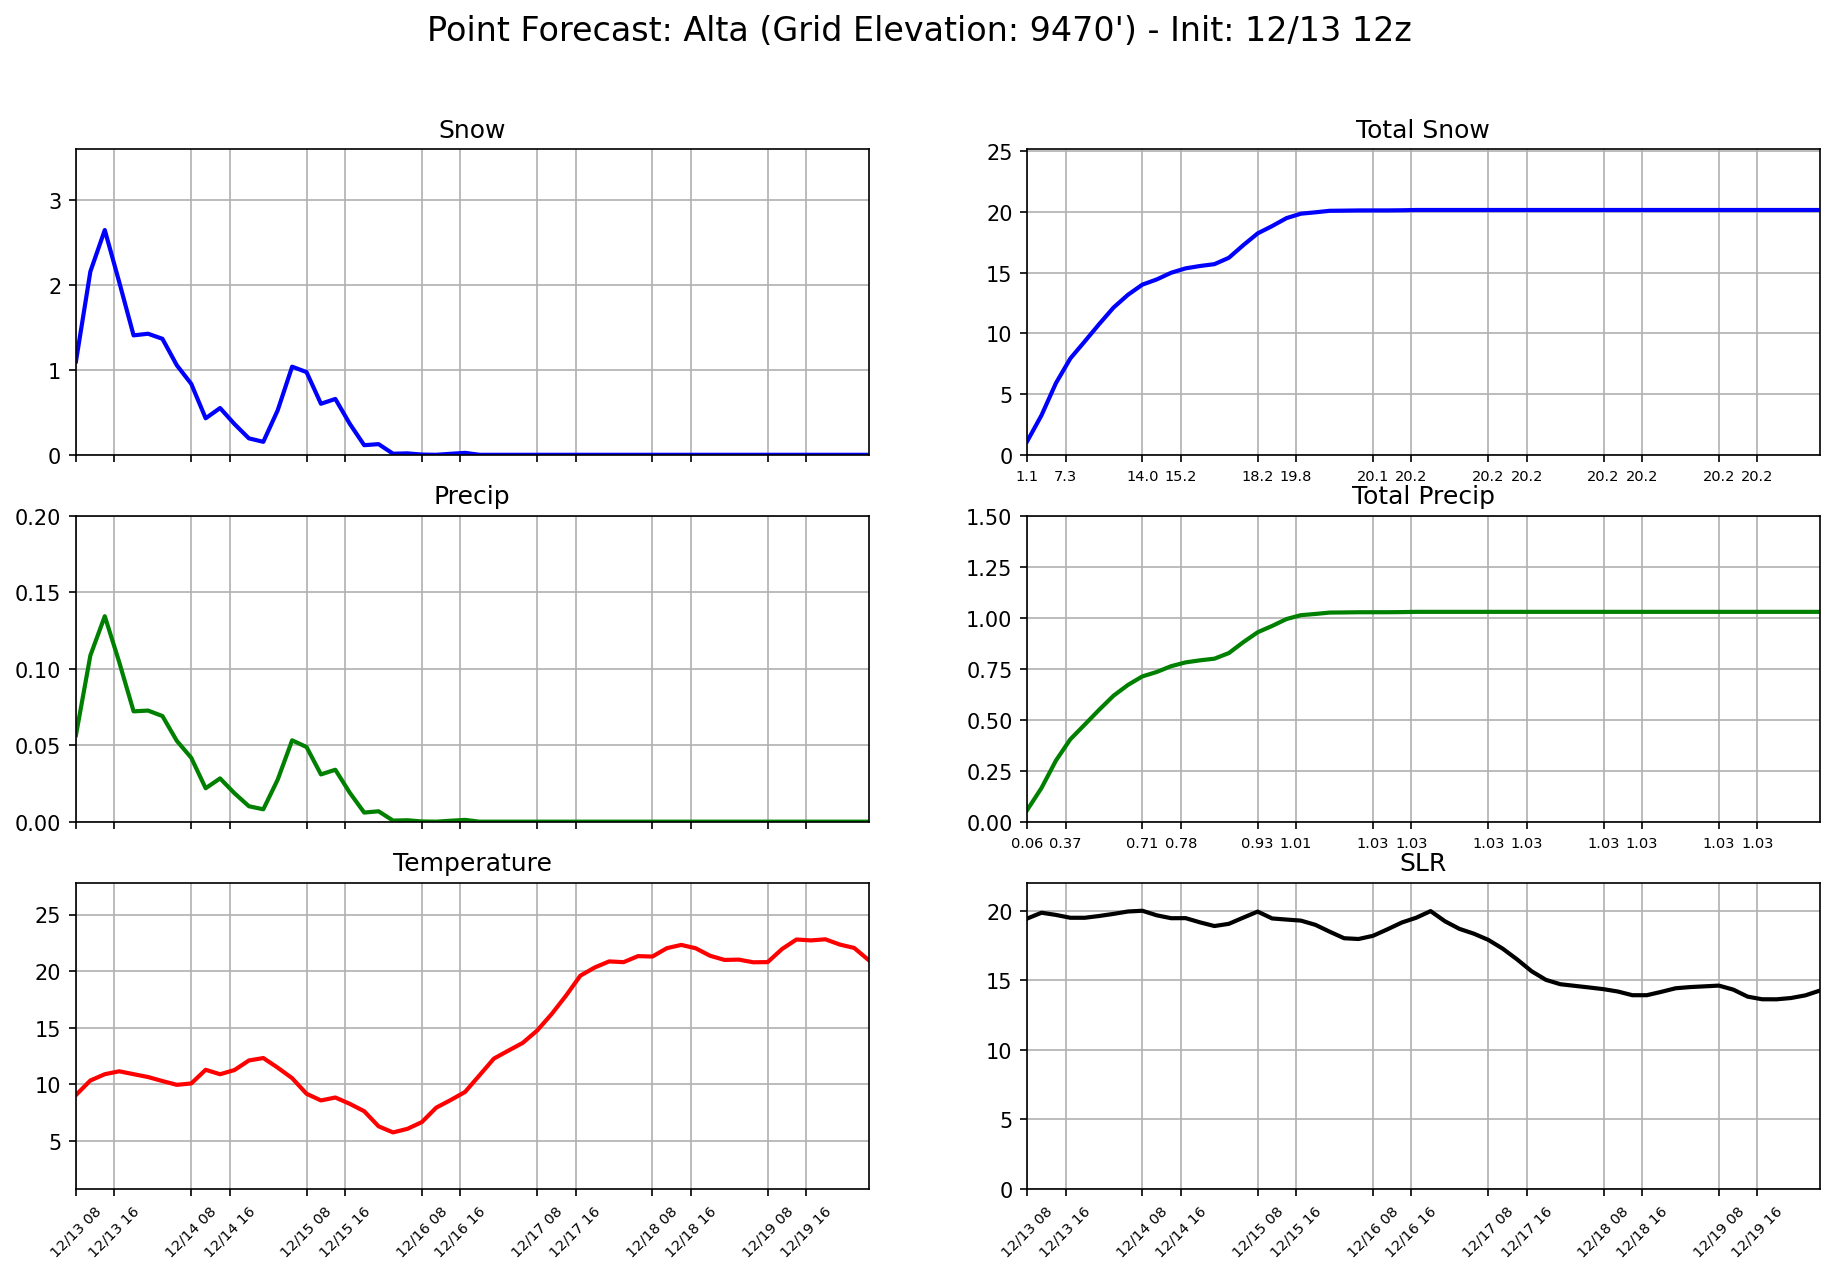 Point Forecast: Alta (Grid Elevation: 9470') - Init: 12/13 12z
Snow
3
2
1
0
Total Snow
25
20
15
10
5
0
1.1 7.3 14.0 15.2 18.2 19.8 20.1 20.2 20.2 20.2 20.2 20.2 20.2 20.2
Precip
0.20
0.15
0.10
0.05
0.00
Total Precip
1.50
1.25
1.00
0.75
0.50
0.25
0.00
0.06 0.37 0.71 0.78 0.93 1.01 1.03 1.03 1.03 1.03 1.03 1.03 1.03 1.03
Temperature
25
20
15
10
5
12/13 08 12/13 16 12/14 08 12/14 16 12/15 08 12/15 16 12/16 08 12/16 16 12/17 08 12/17 16 12/18 08 12/18 16 12/19 08 12/19 16
SLR
20
15
10
5
0
12/13 08 12/13 16 12/14 08 12/14 16 12/15 08 12/15 16 12/16 08 12/16 16 12/17 08 12/17 16 12/18 08 12/18 16 12/19 08 12/19 16